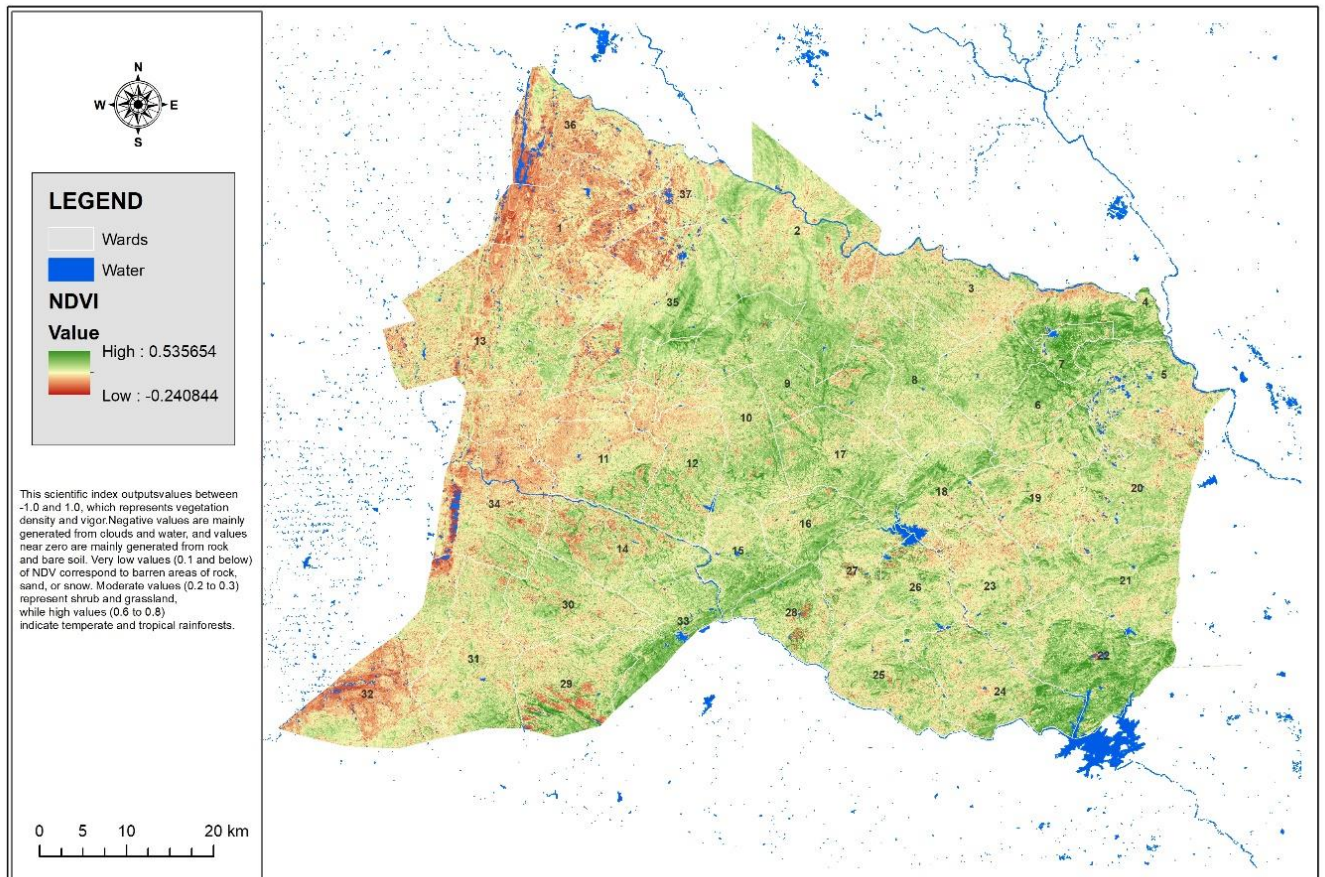 N
W E
S
LEGEND
Wards
Water
NDVI
Value
High : 0.535654
Low : -0.240844
This scientific index outputsvalues between
-1.0 and 1.0, which represents vegetation
density and vigor.Negative values are mainly
generated from clouds and water, and values
near zero are mainly generated from rock
and bare soil. Very low values (0.1 and below)
of NDV correspond to barren areas of rock,
sand, or snow. Moderate values (0.2 to 0.3)
represent shrub and grassland,
while high values (0.6 to 0.8)
indicate temperate and tropical rainforests.
0 5 10 20 km
36
37
1
2
3
35
4
13
7
5
9
8
6
10
11
12
17
34
18
19
20
16
14
15
27
26
23
21
30
28
33
31
22
29
25
24
32